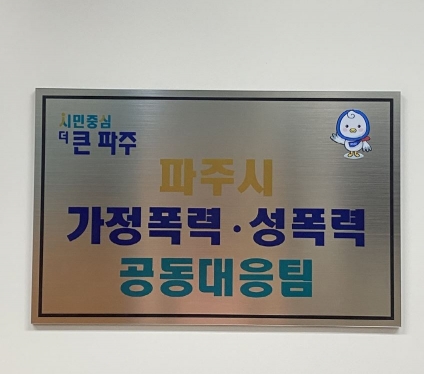 시민중심
더 큰 파주
파주시
가정폭력·성폭력
공동대응팀